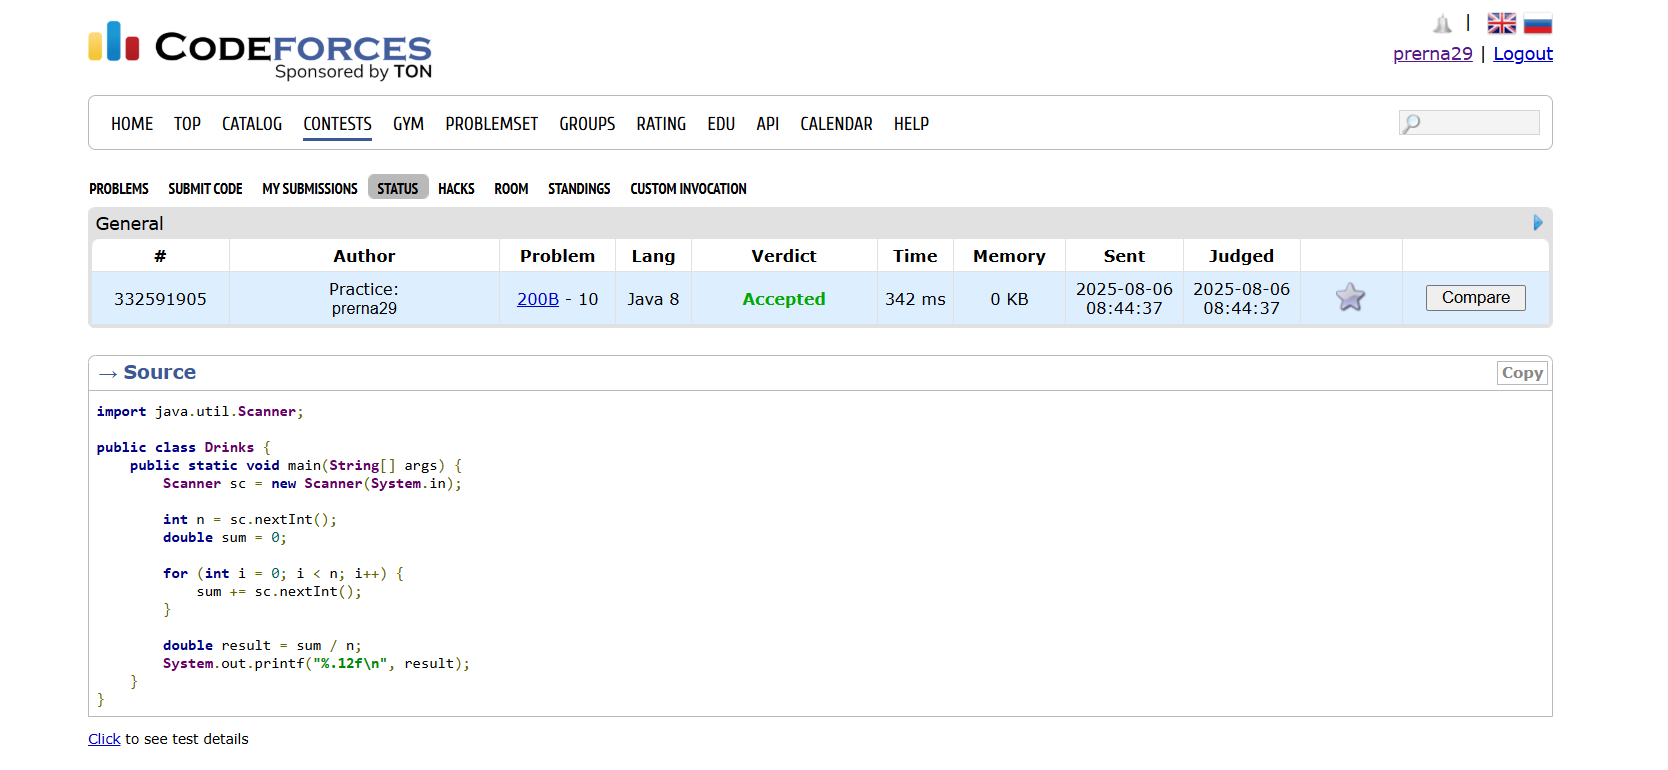 CODEFORCES
Sponsored by TON
|
prerna29 | Logout
HOME TOP CATALOG CONTESTS GYM PROBLEMSET GROUPS RATING EDU API CALENDAR HELP
PROBLEMS SUBMIT CODE MY SUBMISSIONS STATUS HACKS ROOM STANDINGS CUSTOM INVOCATION
General
# Author Problem Lang Verdict Time Memory Sent Judged
332591905 Practice: prerna29 200B - 10 Java 8 Accepted 342 ms 0 KB 2025-08-06 08:44:37 2025-08-06 08:44:37 Compare
→ Source Copy
import java.util.Scanner;
public class Drinks {
    public static void main(String[] args) {
        Scanner sc = new Scanner(System.in);
        int n = sc.nextInt();
        double sum = 0;
        for (int i = 0; i < n; i++) {
            sum += sc.nextInt();
        }
        double result = sum / n;
        System.out.printf("%.12f\n", result);
    }
}
Click to see test details